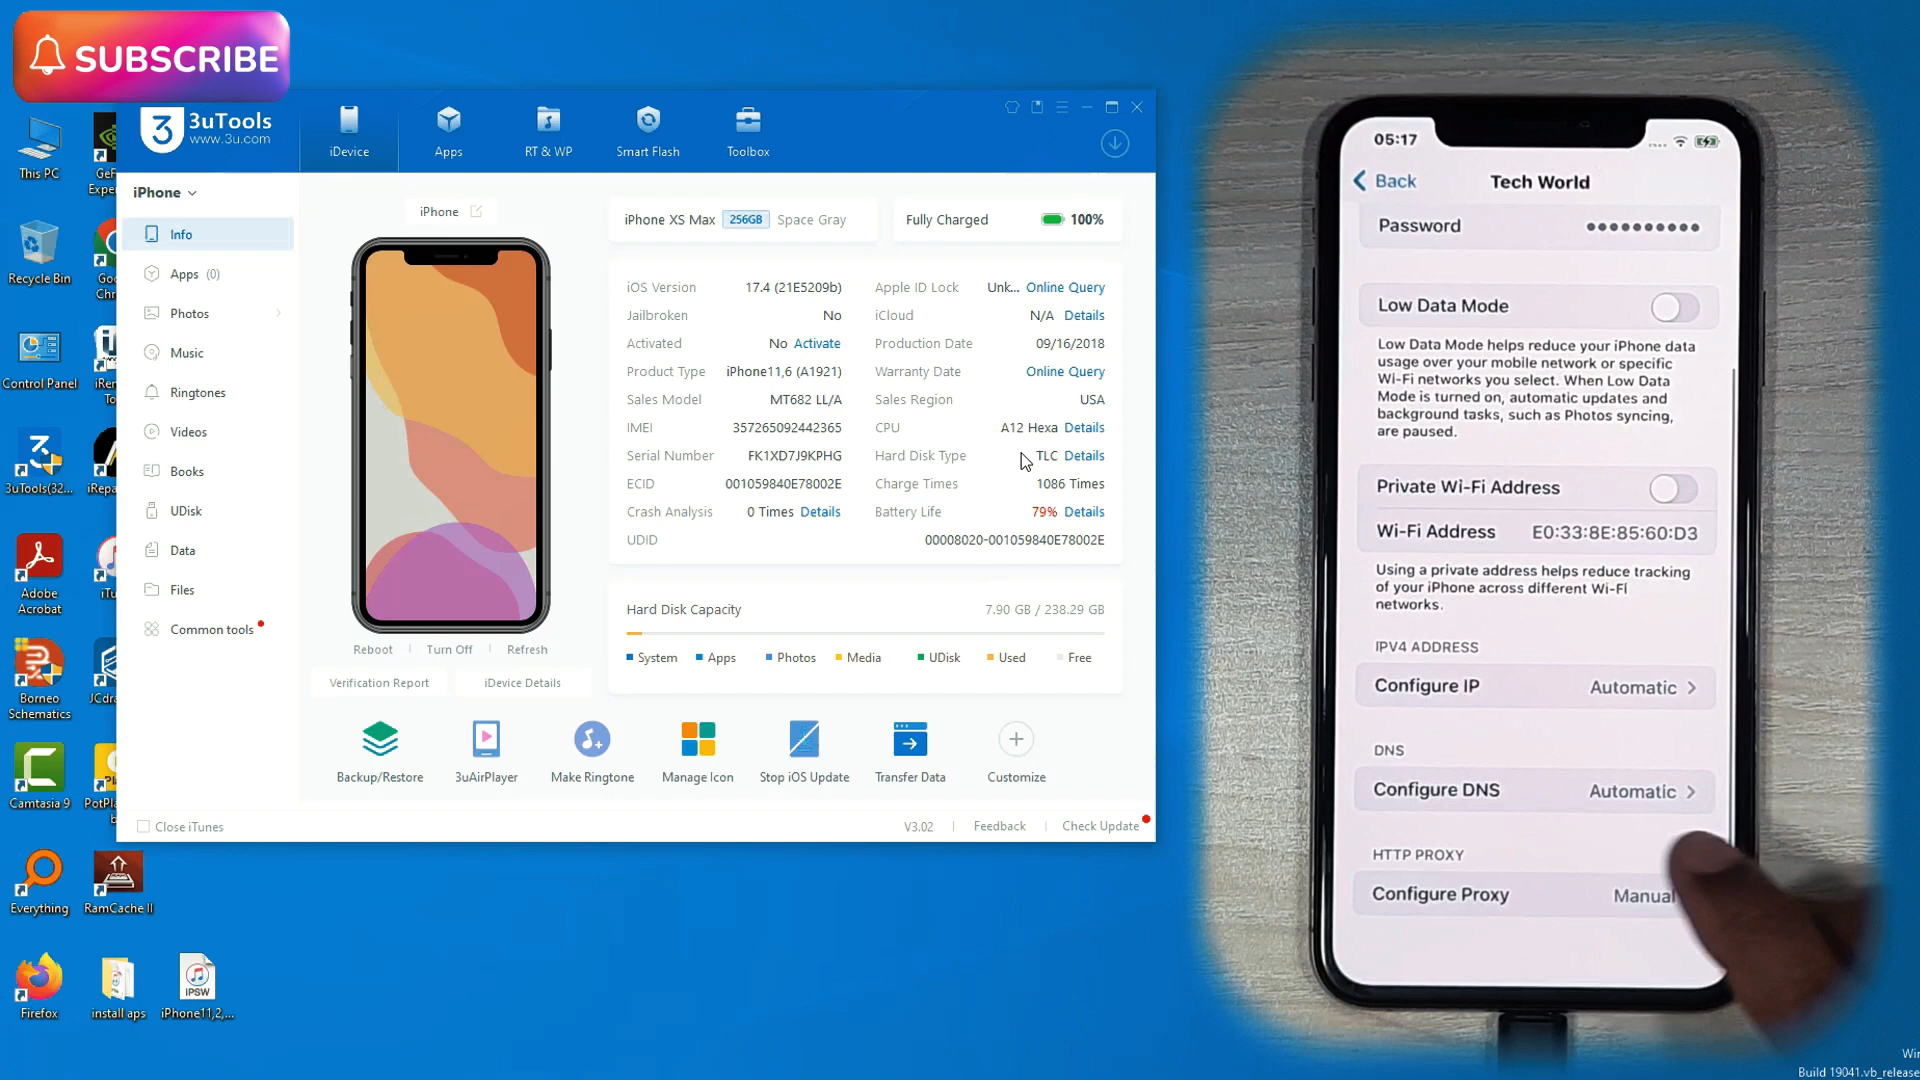 SUBSCRIBE
This PC
GeF
Exper
Recycle Bin
Goo
Chr
Control Panel
iRen
To
3uTools(32...
iRepa
Adobe
Acrobat
iTu
Borneo
Schematics
JCdra
Camtasia 9
PotPla
b
Everything
RamCache II
Firefox
install aps
IPSW
iPhone11,2,...
3 3uTools
www.3u.com
iDevice
Apps
RT & WP
Smart Flash
Toolbox
iPhone
Info
Apps (0)
Photos
Music
Ringtones
Videos
Books
UDisk
Data
Files
Common tools
iPhone
Reboot
Turn Off
Refresh
Verification Report
iDevice Details
iPhone XS Max 256GB Space Gray
Fully Charged 100%
iOS Version 17.4 (21E5209b)
Apple ID Lock Unk... Online Query
Jailbroken No
iCloud N/A Details
Activated No Activate
Production Date 09/16/2018
Product Type iPhone11,6 (A1921)
Warranty Date Online Query
Sales Model MT682 LL/A
Sales Region USA
IMEI 357265092442365
CPU A12 Hexa Details
Serial Number FK1XD7J9KPHG
Hard Disk Type TLC Details
ECID 001059840E78002E
Charge Times 1086 Times
Crash Analysis 0 Times Details
Battery Life 79% Details
UDID 00008020-001059840E78002E
Hard Disk Capacity 7.90 GB / 238.29 GB
System Apps Photos Media UDisk Used Free
Backup/Restore
3uAirPlayer
Make Ringtone
Manage Icon
Stop iOS Update
Transfer Data
Customize
Close iTunes
V3.02
Feedback
Check Update
05:17
Back
Tech World
Password ••••••••••
Low Data Mode
Low Data Mode helps reduce your iPhone data
usage over your mobile network or specific
Wi-Fi networks you select. When Low Data
Mode is turned on, automatic updates and
background tasks, such as Photos syncing,
are paused.
Private Wi-Fi Address
Wi-Fi Address E0:33:8E:85:60:D3
Using a private address helps reduce tracking
of your iPhone across different Wi-Fi
networks.
IPV4 ADDRESS
Configure IP Automatic
DNS
Configure DNS Automatic
HTTP PROXY
Configure Proxy Manual
Win
Build 19041.vb_release